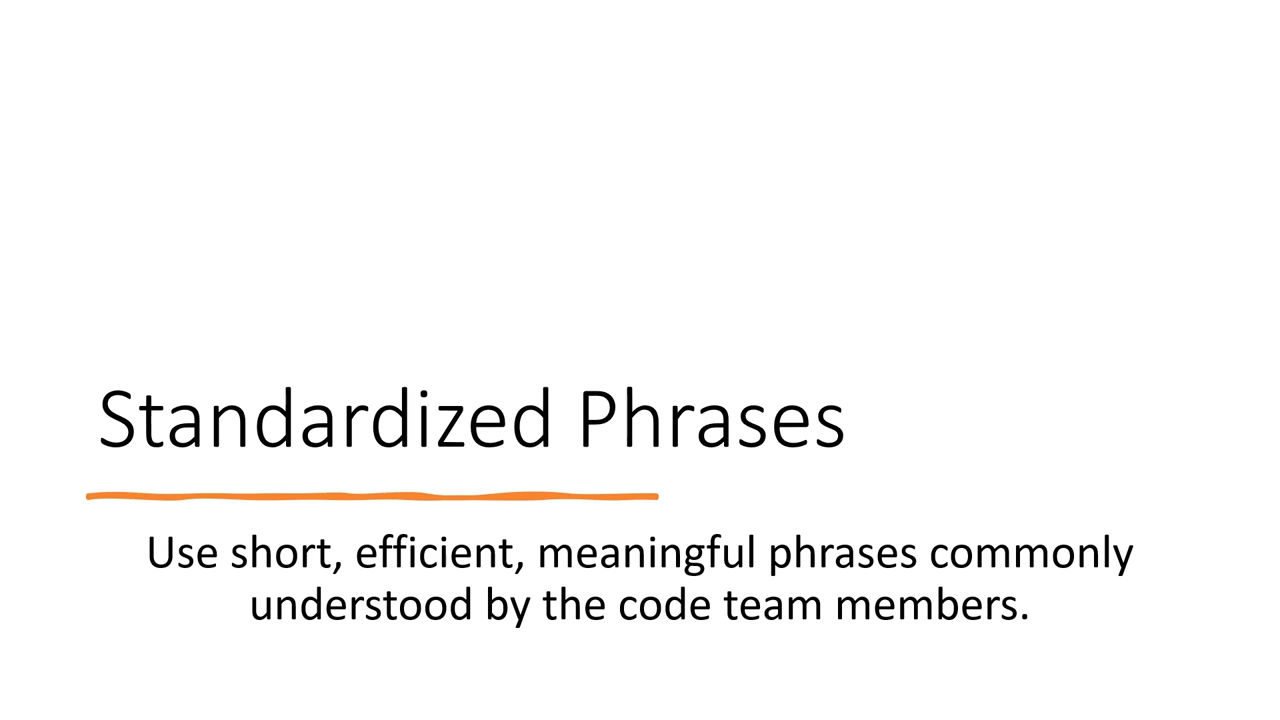 Standardized Phrases
Use short, efficient, meaningful phrases commonly
understood by the code team members.